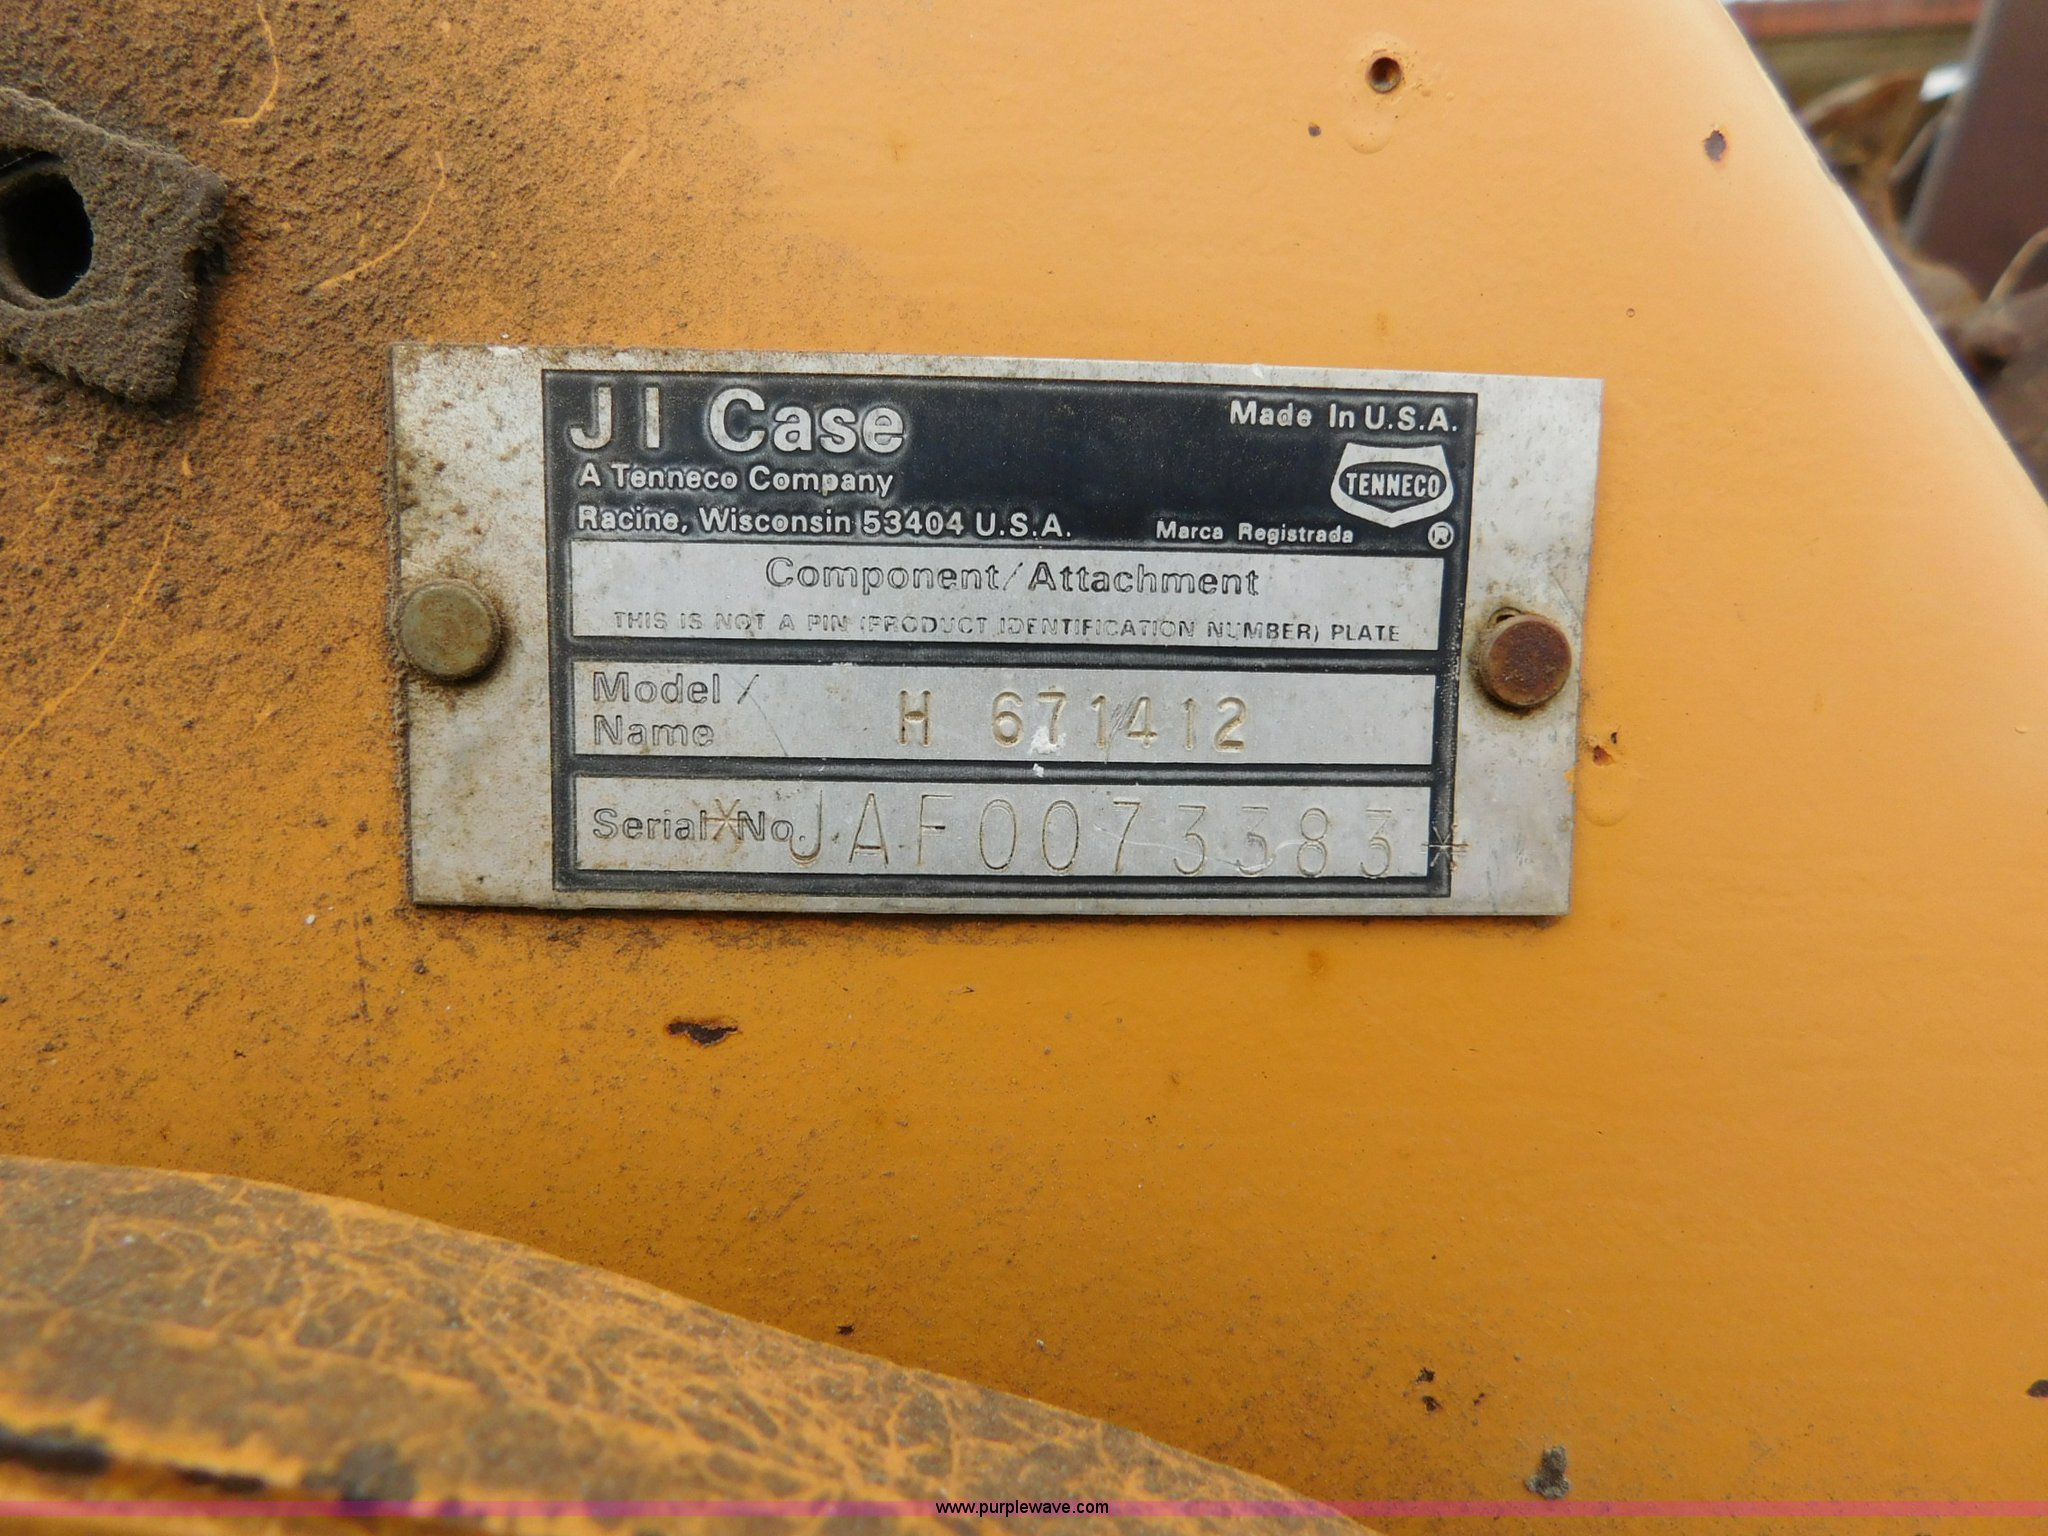 J I Case
Made In U.S.A.
A Tenneco Company
TENNECO
Racine, Wisconsin 53404 U.S.A.
Marca Registrada ®
Component/Attachment
THIS IS NOT A PIN (PRODUCT IDENTIFICATION NUMBER) PLATE
Model/
Name H 671412
Serial No. *JAF0073383*
www.purplewave.com